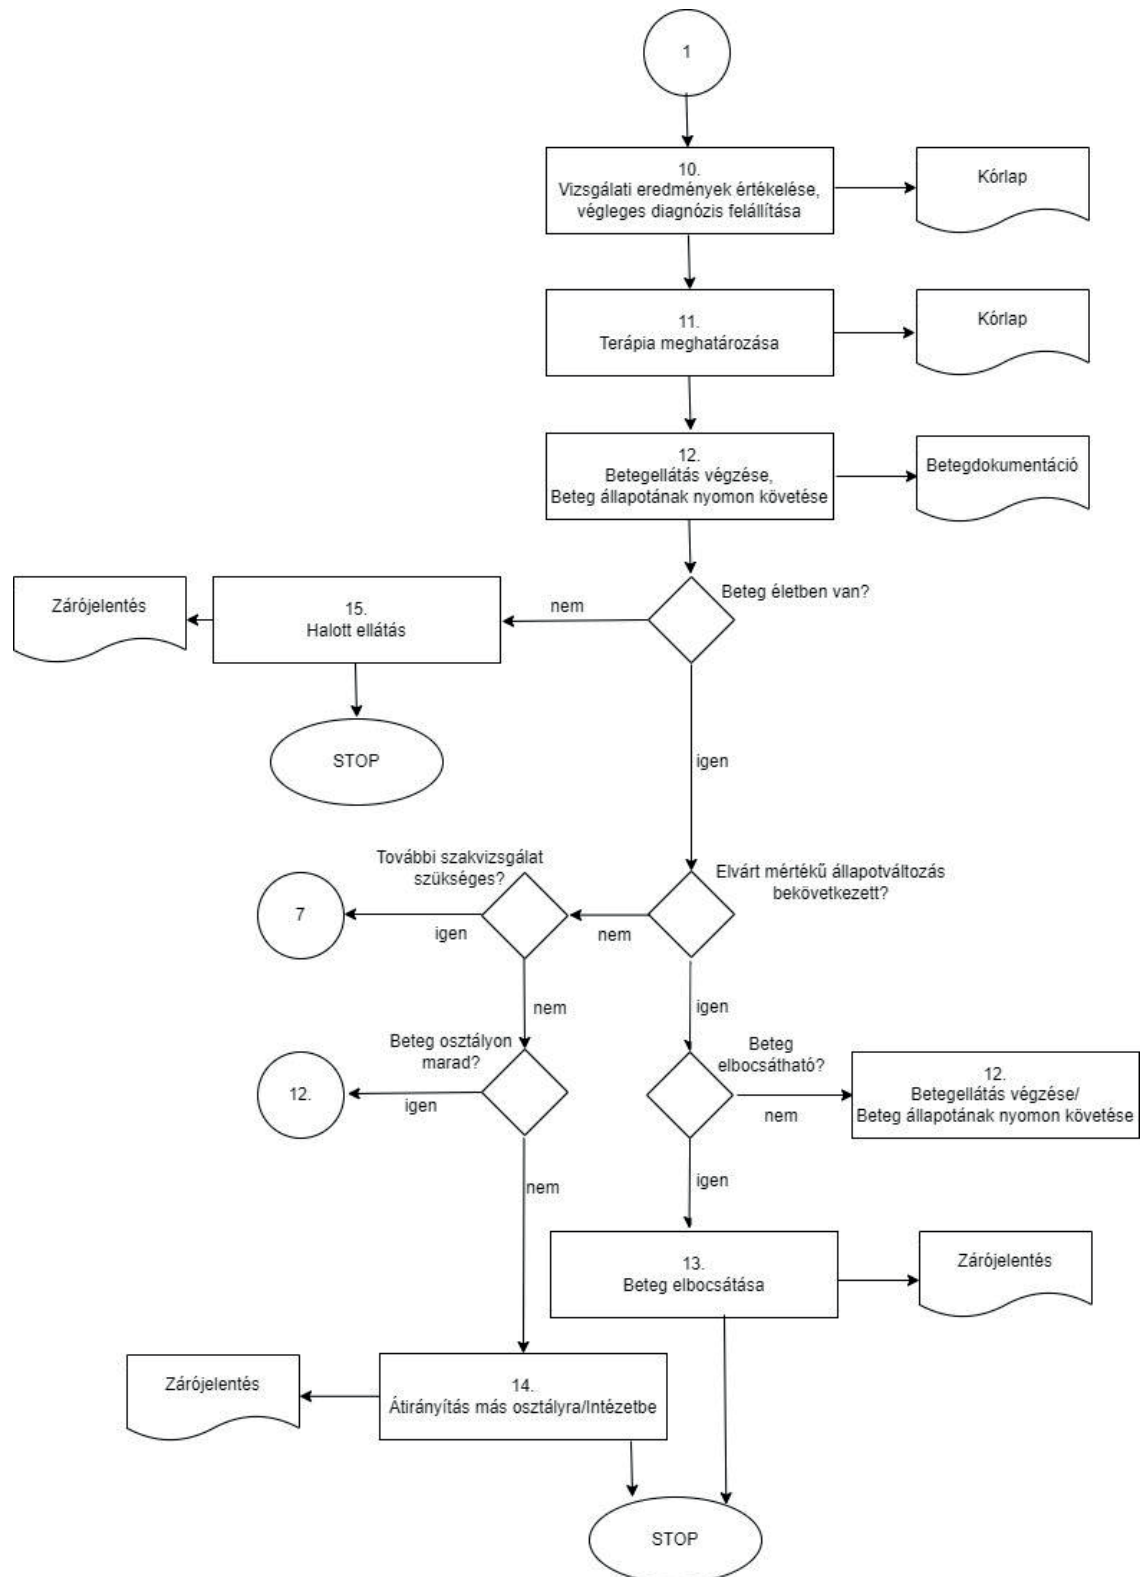 1
10.
Vizsgálati eredmények értékelése,
végleges diagnózis felállítása
Kórlap
11.
Terápia meghatározása
Kórlap
12.
Betegellátás végzése,
Beteg állapotának nyomon követése
Betegdokumentáció
Beteg életben van?
nem
15.
Halott ellátás
Zárójelentés
STOP
igen
További szakvizsgálat
szükséges?
Elvárt mértékű állapotváltozás
bekövetkezett?
7
igen
nem
nem
igen
Beteg osztályon
marad?
Beteg
elbocsátható?
12.
igen
nem
12.
Betegellátás végzése/
Beteg állapotának nyomon követése
nem
igen
13.
Beteg elbocsátása
Zárójelentés
Zárójelentés
14.
Átirányítás más osztályra/Intézetbe
STOP